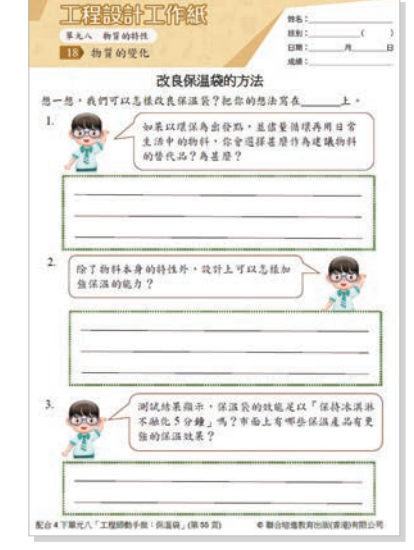 工程設計工作紙
單元八 物質的特性
18 物質的變化
姓名：
班別： （ ）
日期： 月 日
成績：
改良保溫袋的方法
想一想，我們可以怎樣改良保溫袋？把你的想法寫在______上。
1.
如果以環保為出發點，並儘量循環再用日常
生活中的物料，你會選擇甚麼作為建議物料
的替代品？為甚麼？
2.
除了物料本身的特性外，設計上可以怎樣加
強保溫的能力？
3.
測試結果顯示，保溫袋的效能足以「保持冰淇淋
不融化5分鐘」嗎？市面上有哪些保溫產品有更
強的保溫效果？
配合4下單元八「工程師動手做：保溫袋」(第55頁)
© 聯合培進教育出版(香港)有限公司